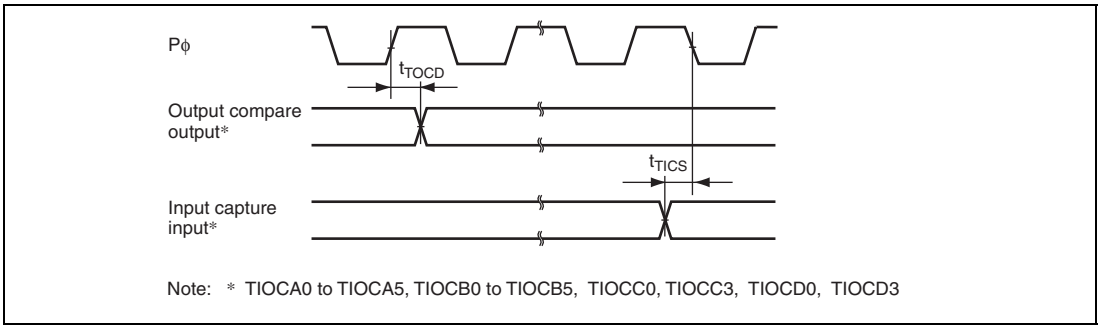 Pϕ
tTOCD
Output compare
output*
tTICS
Input capture
input*
Note: * TIOCA0 to TIOCA5, TIOCB0 to TIOCB5, TIOCC0, TIOCC3, TIOCD0, TIOCD3